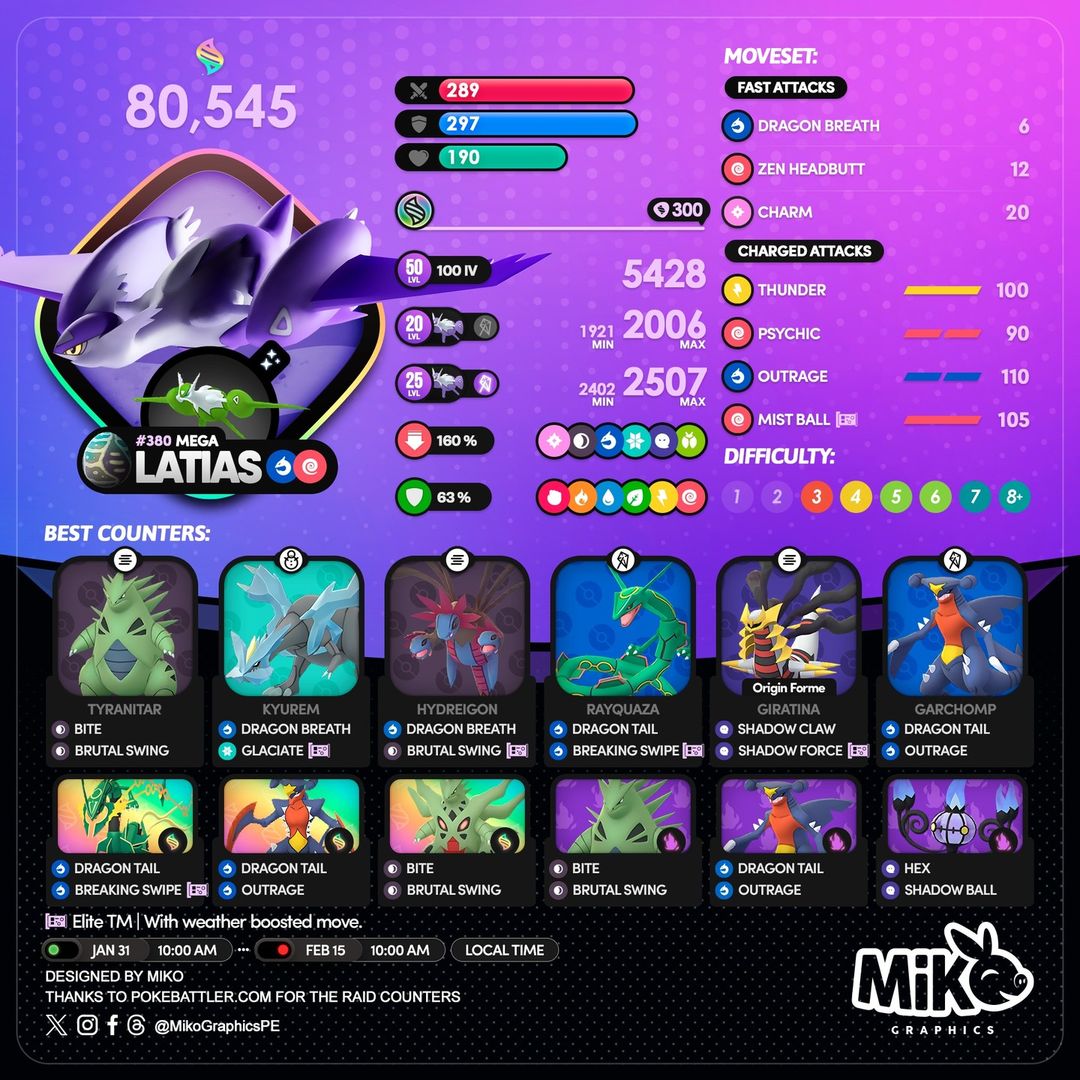 80,545
#380 MEGA
LATIAS
289
297
190
300
50 LVL 100 IV 5428
20 LVL 1921 MIN 2006 MAX
25 LVL 2402 MIN 2507 MAX
160 %
63 %
MOVESET:
FAST ATTACKS
DRAGON BREATH 6
ZEN HEADBUTT 12
CHARM 20
CHARGED ATTACKS
THUNDER 100
PSYCHIC 90
OUTRAGE 110
MIST BALL 105
DIFFICULTY:
1 2 3 4 5 6 7 8+
BEST COUNTERS:
TYRANITAR
BITE
BRUTAL SWING
KYUREM
DRAGON BREATH
GLACIATE
HYDREIGON
DRAGON BREATH
BRUTAL SWING
RAYQUAZA
DRAGON TAIL
BREAKING SWIPE
Origin Forme
GIRATINA
SHADOW CLAW
SHADOW FORCE
GARCHOMP
DRAGON TAIL
OUTRAGE
DRAGON TAIL
BREAKING SWIPE
DRAGON TAIL
OUTRAGE
BITE
BRUTAL SWING
BITE
BRUTAL SWING
DRAGON TAIL
OUTRAGE
HEX
SHADOW BALL
Elite TM | With weather boosted move.
JAN 31 10:00 AM ••• FEB 15 10:00 AM LOCAL TIME
DESIGNED BY MIKO
THANKS TO POKEBATTLER.COM FOR THE RAID COUNTERS
@MikoGraphicsPE
MiKO
GRAPHICS